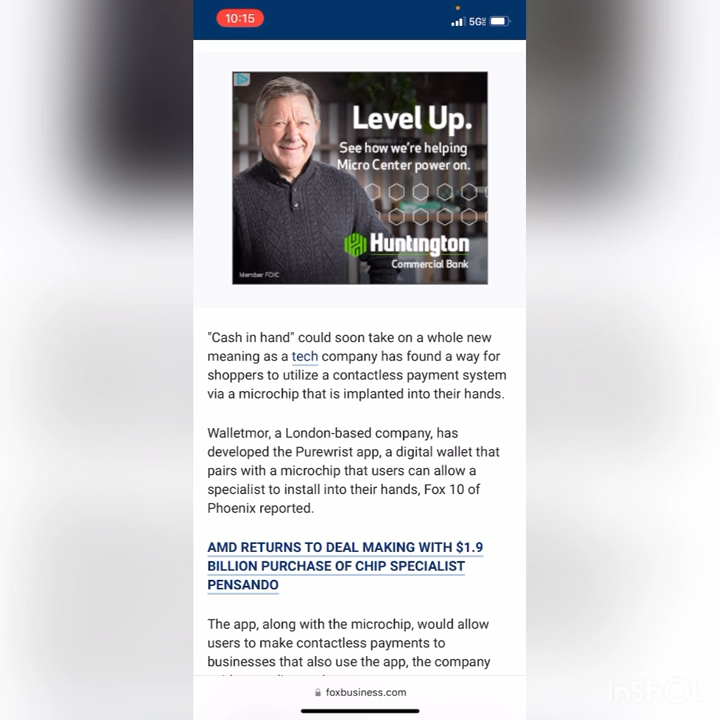 10:15
5GE
Level Up.
See how we're helping
Micro Center power on.
Huntington
Commercial Bank
Member FDIC
"Cash in hand" could soon take on a whole new
meaning as a tech company has found a way for
shoppers to utilize a contactless payment system
via a microchip that is implanted into their hands.
Walletmor, a London-based company, has
developed the Purewrist app, a digital wallet that
pairs with a microchip that users can allow a
specialist to install into their hands, Fox 10 of
Phoenix reported.
AMD RETURNS TO DEAL MAKING WITH $1.9
BILLION PURCHASE OF CHIP SPECIALIST
PENSANDO
The app, along with the microchip, would allow
users to make contactless payments to
businesses that also use the app, the company
foxbusiness.com
InShOt